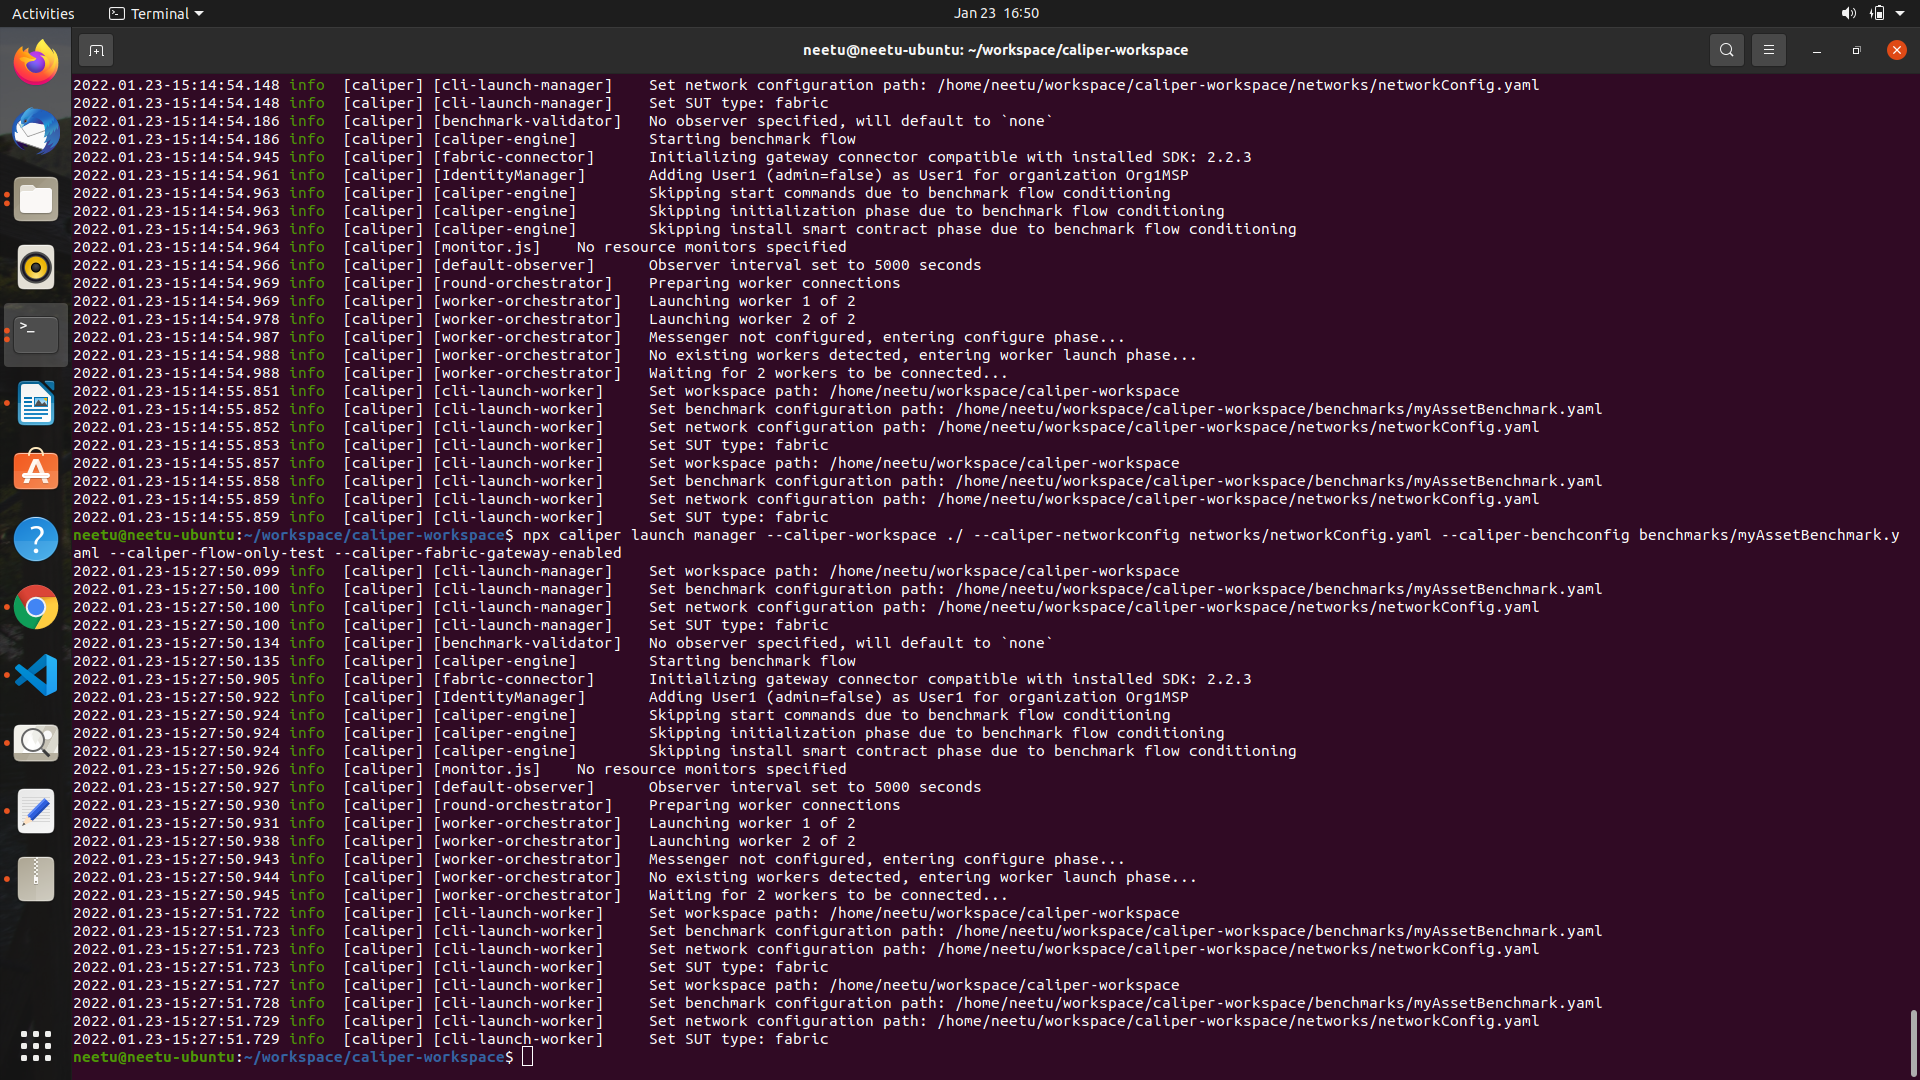 Activities Terminal Jan 23 16:50
neetu@neetu-ubuntu: ~/workspace/caliper-workspace
2022.01.23-15:14:54.148 info [caliper] [cli-launch-manager] Set network configuration path: /home/neetu/workspace/caliper-workspace/networks/networkConfig.yaml
2022.01.23-15:14:54.148 info [caliper] [cli-launch-manager] Set SUT type: fabric
2022.01.23-15:14:54.186 info [caliper] [benchmark-validator] No observer specified, will default to `none`
2022.01.23-15:14:54.186 info [caliper] [caliper-engine] Starting benchmark flow
2022.01.23-15:14:54.945 info [caliper] [fabric-connector] Initializing gateway connector compatible with installed SDK: 2.2.3
2022.01.23-15:14:54.961 info [caliper] [IdentityManager] Adding User1 (admin=false) as User1 for organization Org1MSP
2022.01.23-15:14:54.963 info [caliper] [caliper-engine] Skipping start commands due to benchmark flow conditioning
2022.01.23-15:14:54.963 info [caliper] [caliper-engine] Skipping initialization phase due to benchmark flow conditioning
2022.01.23-15:14:54.963 info [caliper] [caliper-engine] Skipping install smart contract phase due to benchmark flow conditioning
2022.01.23-15:14:54.964 info [caliper] [monitor.js] No resource monitors specified
2022.01.23-15:14:54.966 info [caliper] [default-observer] Observer interval set to 5000 seconds
2022.01.23-15:14:54.969 info [caliper] [round-orchestrator] Preparing worker connections
2022.01.23-15:14:54.969 info [caliper] [worker-orchestrator] Launching worker 1 of 2
2022.01.23-15:14:54.978 info [caliper] [worker-orchestrator] Launching worker 2 of 2
2022.01.23-15:14:54.987 info [caliper] [worker-orchestrator] Messenger not configured, entering configure phase...
2022.01.23-15:14:54.988 info [caliper] [worker-orchestrator] No existing workers detected, entering worker launch phase...
2022.01.23-15:14:54.988 info [caliper] [worker-orchestrator] Waiting for 2 workers to be connected...
2022.01.23-15:14:55.851 info [caliper] [cli-launch-worker] Set workspace path: /home/neetu/workspace/caliper-workspace
2022.01.23-15:14:55.852 info [caliper] [cli-launch-worker] Set benchmark configuration path: /home/neetu/workspace/caliper-workspace/benchmarks/myAssetBenchmark.yaml
2022.01.23-15:14:55.852 info [caliper] [cli-launch-worker] Set network configuration path: /home/neetu/workspace/caliper-workspace/networks/networkConfig.yaml
2022.01.23-15:14:55.853 info [caliper] [cli-launch-worker] Set SUT type: fabric
2022.01.23-15:14:55.857 info [caliper] [cli-launch-worker] Set workspace path: /home/neetu/workspace/caliper-workspace
2022.01.23-15:14:55.858 info [caliper] [cli-launch-worker] Set benchmark configuration path: /home/neetu/workspace/caliper-workspace/benchmarks/myAssetBenchmark.yaml
2022.01.23-15:14:55.859 info [caliper] [cli-launch-worker] Set network configuration path: /home/neetu/workspace/caliper-workspace/networks/networkConfig.yaml
2022.01.23-15:14:55.859 info [caliper] [cli-launch-worker] Set SUT type: fabric
neetu@neetu-ubuntu:~/workspace/caliper-workspace$ npx caliper launch manager --caliper-workspace ./ --caliper-networkconfig networks/networkConfig.yaml --caliper-benchconfig benchmarks/myAssetBenchmark.y
aml --caliper-flow-only-test --caliper-fabric-gateway-enabled
2022.01.23-15:27:50.099 info [caliper] [cli-launch-manager] Set workspace path: /home/neetu/workspace/caliper-workspace
2022.01.23-15:27:50.100 info [caliper] [cli-launch-manager] Set benchmark configuration path: /home/neetu/workspace/caliper-workspace/benchmarks/myAssetBenchmark.yaml
2022.01.23-15:27:50.100 info [caliper] [cli-launch-manager] Set network configuration path: /home/neetu/workspace/caliper-workspace/networks/networkConfig.yaml
2022.01.23-15:27:50.100 info [caliper] [cli-launch-manager] Set SUT type: fabric
2022.01.23-15:27:50.134 info [caliper] [benchmark-validator] No observer specified, will default to `none`
2022.01.23-15:27:50.135 info [caliper] [caliper-engine] Starting benchmark flow
2022.01.23-15:27:50.905 info [caliper] [fabric-connector] Initializing gateway connector compatible with installed SDK: 2.2.3
2022.01.23-15:27:50.922 info [caliper] [IdentityManager] Adding User1 (admin=false) as User1 for organization Org1MSP
2022.01.23-15:27:50.924 info [caliper] [caliper-engine] Skipping start commands due to benchmark flow conditioning
2022.01.23-15:27:50.924 info [caliper] [caliper-engine] Skipping initialization phase due to benchmark flow conditioning
2022.01.23-15:27:50.924 info [caliper] [caliper-engine] Skipping install smart contract phase due to benchmark flow conditioning
2022.01.23-15:27:50.926 info [caliper] [monitor.js] No resource monitors specified
2022.01.23-15:27:50.927 info [caliper] [default-observer] Observer interval set to 5000 seconds
2022.01.23-15:27:50.930 info [caliper] [round-orchestrator] Preparing worker connections
2022.01.23-15:27:50.931 info [caliper] [worker-orchestrator] Launching worker 1 of 2
2022.01.23-15:27:50.938 info [caliper] [worker-orchestrator] Launching worker 2 of 2
2022.01.23-15:27:50.943 info [caliper] [worker-orchestrator] Messenger not configured, entering configure phase...
2022.01.23-15:27:50.944 info [caliper] [worker-orchestrator] No existing workers detected, entering worker launch phase...
2022.01.23-15:27:50.945 info [caliper] [worker-orchestrator] Waiting for 2 workers to be connected...
2022.01.23-15:27:51.722 info [caliper] [cli-launch-worker] Set workspace path: /home/neetu/workspace/caliper-workspace
2022.01.23-15:27:51.723 info [caliper] [cli-launch-worker] Set benchmark configuration path: /home/neetu/workspace/caliper-workspace/benchmarks/myAssetBenchmark.yaml
2022.01.23-15:27:51.723 info [caliper] [cli-launch-worker] Set network configuration path: /home/neetu/workspace/caliper-workspace/networks/networkConfig.yaml
2022.01.23-15:27:51.723 info [caliper] [cli-launch-worker] Set SUT type: fabric
2022.01.23-15:27:51.727 info [caliper] [cli-launch-worker] Set workspace path: /home/neetu/workspace/caliper-workspace
2022.01.23-15:27:51.728 info [caliper] [cli-launch-worker] Set benchmark configuration path: /home/neetu/workspace/caliper-workspace/benchmarks/myAssetBenchmark.yaml
2022.01.23-15:27:51.729 info [caliper] [cli-launch-worker] Set network configuration path: /home/neetu/workspace/caliper-workspace/networks/networkConfig.yaml
2022.01.23-15:27:51.729 info [caliper] [cli-launch-worker] Set SUT type: fabric
neetu@neetu-ubuntu:~/workspace/caliper-workspace$